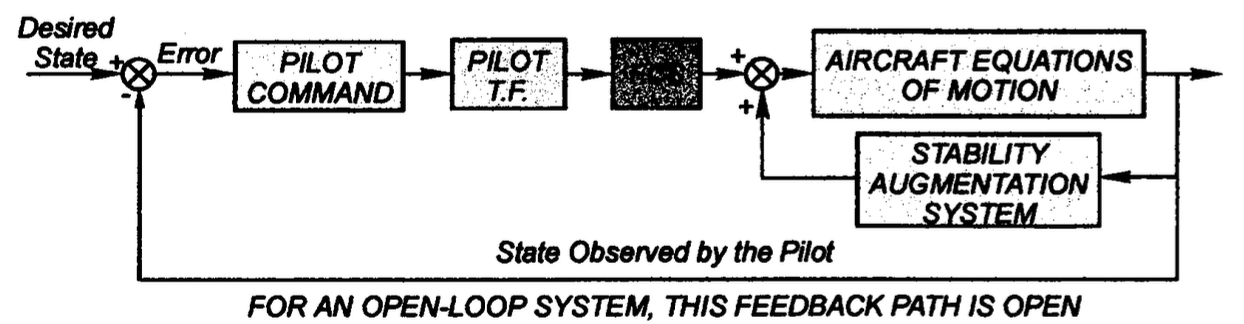 Desired
State
+
-
Error
PILOT
COMMAND
PILOT
T.F.
+
+
AIRCRAFT EQUATIONS
OF MOTION
STABILITY
AUGMENTATION
SYSTEM
State Observed by the Pilot
FOR AN OPEN-LOOP SYSTEM, THIS FEEDBACK PATH IS OPEN